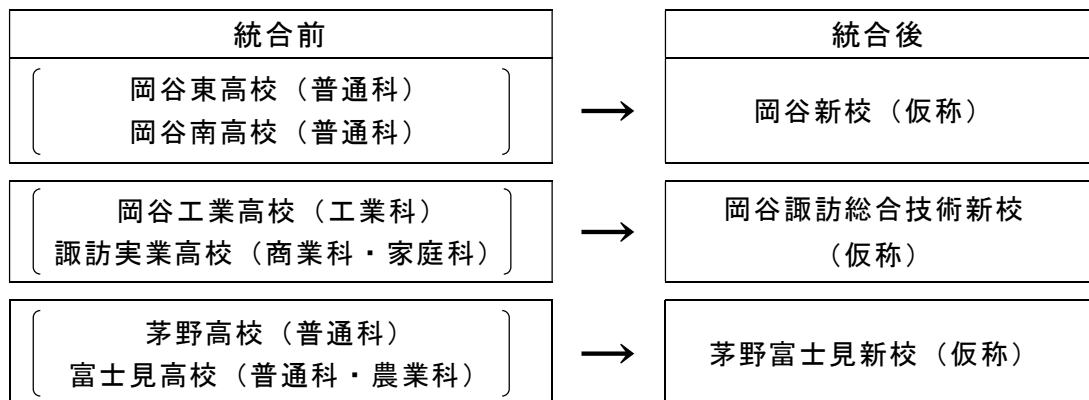 統合前
統合後
岡谷東高校（普通科）
岡谷南高校（普通科）
→
岡谷新校（仮称）
岡谷工業高校（工業科）
諏訪実業高校（商業科・家庭科）
→
岡谷諏訪総合技術新校
（仮称）
茅野高校（普通科）
富士見高校（普通科・農業科）
→
茅野富士見新校（仮称）